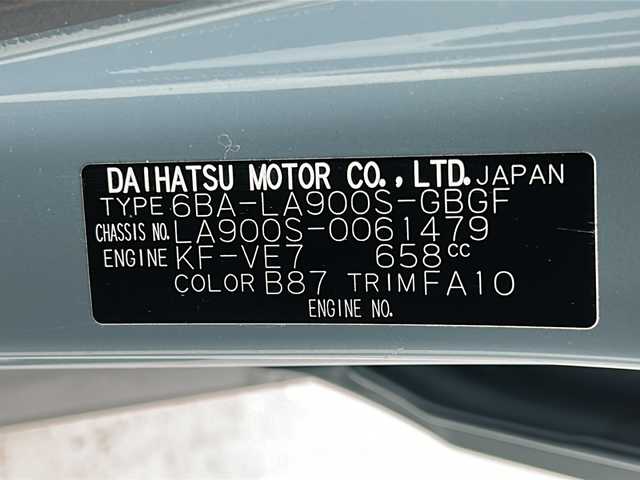 DAIHATSU MOTOR CO., LTD. JAPAN
TYPE 6BA-LA900S-GBGF
CHASSIS NO. LA900S-0061479
ENGINE KF-VE7 658cc
COLOR B87 TRIM FA10
ENGINE NO.